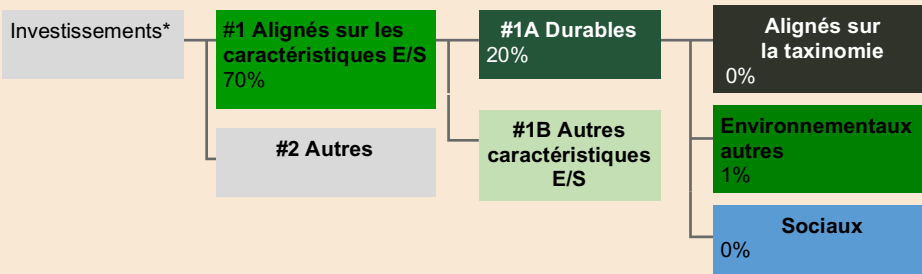 Investissements*
#1 Alignés sur les
caractéristiques E/S
70%
#2 Autres
#1A Durables
20%
#1B Autres
caractéristiques
E/S
Alignés sur
la taxinomie
0%
Environnementaux
autres
1%
Sociaux
0%